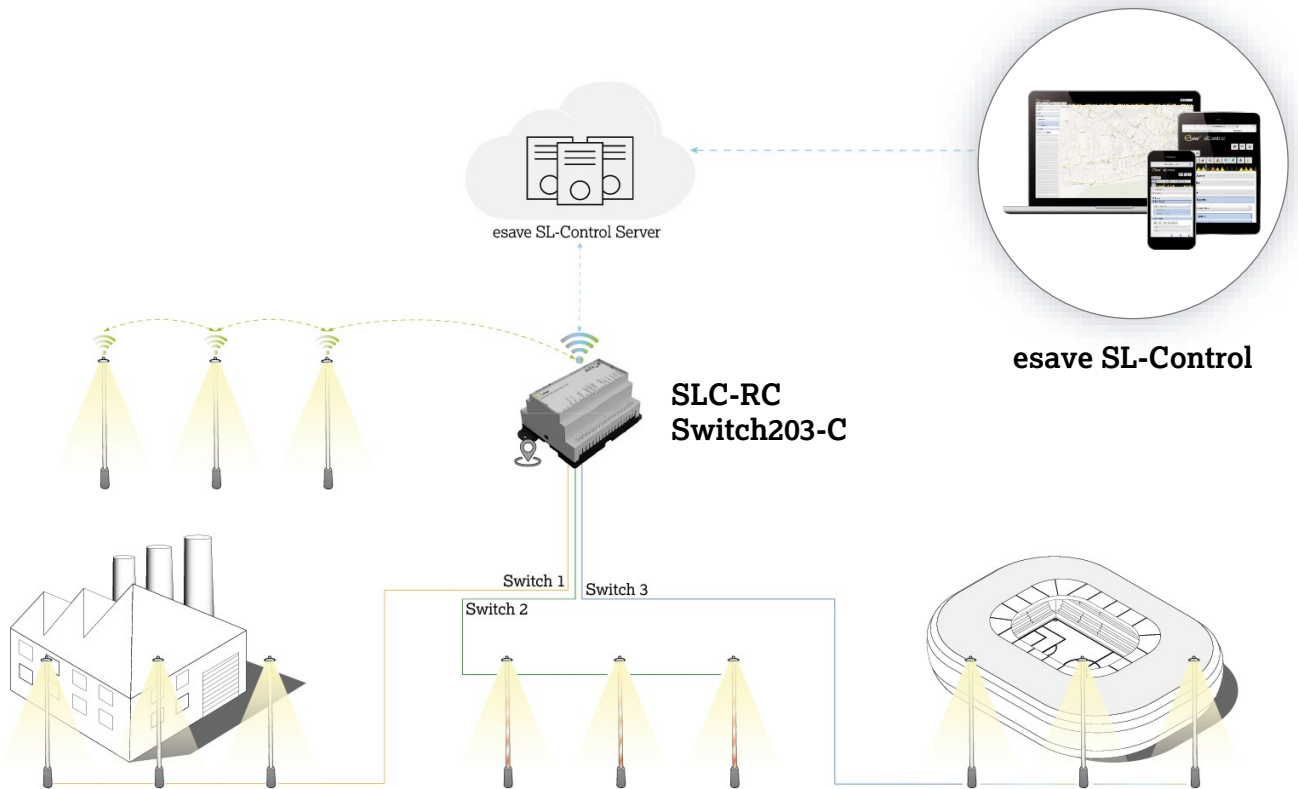 esave SL-Control Server
esave SL-Control
SLC-RC
Switch203-C
Switch 1
Switch 3
Switch 2